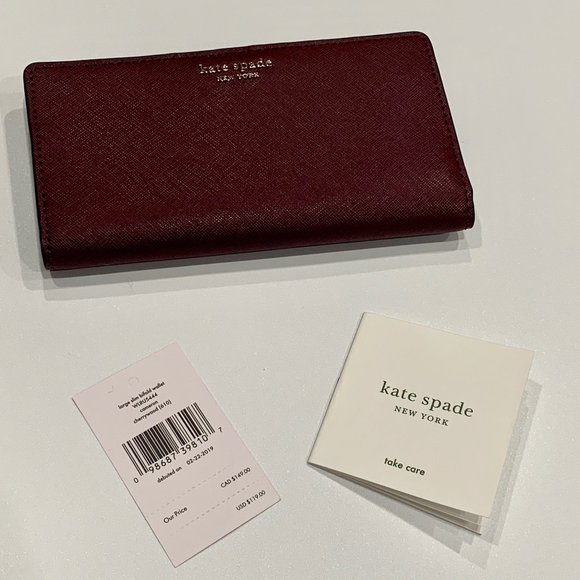 kate spade
NEW YORK
large slim bifold wallet
WLRU5444
cameron
cherrywood (610)
0 98687 39810 7
debuted on 02-22-2019
CAD $149.00
Our Price USD $119.00
kate spade
NEW YORK
take care